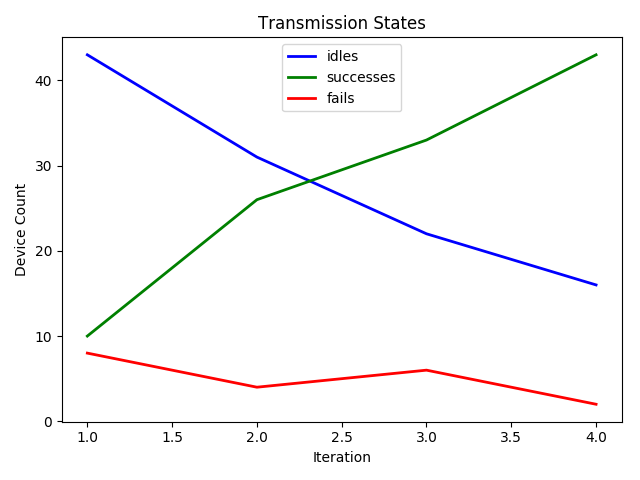 Transmission States
idles
successes
fails
Device Count
40
30
20
10
0
1.0 1.5 2.0 2.5 3.0 3.5 4.0
Iteration